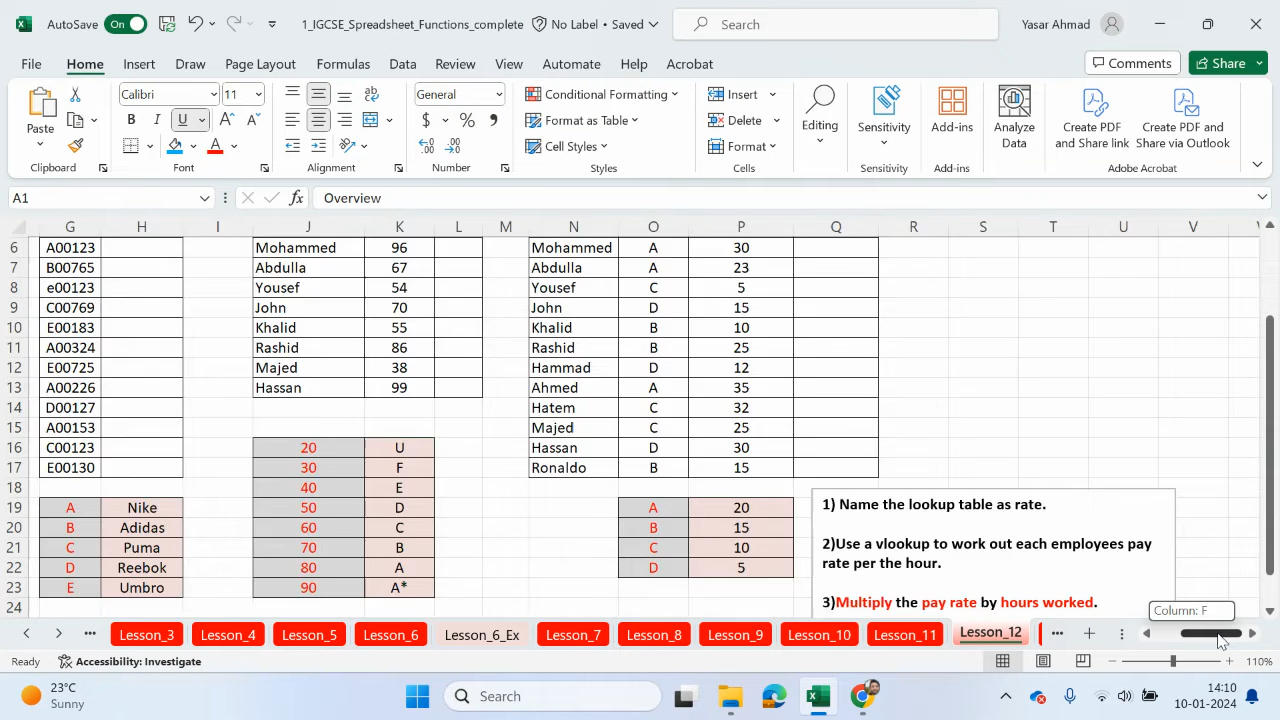 AutoSave On 1_IGCSE_Spreadsheet_Functions_complete No Label • Saved Search Yasar Ahmad
File Home Insert Draw Page Layout Formulas Data Review View Automate Help Acrobat Comments Share
Paste Calibri 11 General Conditional Formatting Insert
B I U A A $ % , Format as Table Delete Editing Sensitivity Add-ins Analyze Data Create PDF and Share link Create PDF and Share via Outlook
A Cell Styles Format
Clipboard Font Alignment Number Styles Cells Sensitivity Add-ins Adobe Acrobat
A1 fx Overview
G H I J K L M N O P Q R S T U V
6 A00123 Mohammed 96 Mohammed A 30
7 B00765 Abdulla 67 Abdulla A 23
8 e00123 Yousef 54 Yousef C 5
9 C00769 John 70 John D 15
10 E00183 Khalid 55 Khalid B 10
11 A00324 Rashid 86 Rashid B 25
12 E00725 Majed 38 Hammad D 12
13 A00226 Hassan 99 Ahmed A 35
14 D00127 Hatem C 32
15 A00153 Majed C 25
16 C00123 20 U Hassan D 30
17 E00130 30 F Ronaldo B 15
18 40 E
19 A Nike 50 D A 20
20 B Adidas 60 C B 15
21 C Puma 70 B C 10
22 D Reebok 80 A D 5
23 E Umbro 90 A*
24
1) Name the lookup table as rate.
2)Use a vlookup to work out each employees pay
rate per the hour.
3)Multiply the pay rate by hours worked.
Column: F
Lesson_3 Lesson_4 Lesson_5 Lesson_6 Lesson_6_Ex Lesson_7 Lesson_8 Lesson_9 Lesson_10 Lesson_11 Lesson_12
Ready Accessibility: Investigate 110%
23°C
Sunny
Search
14:10
10-01-2024